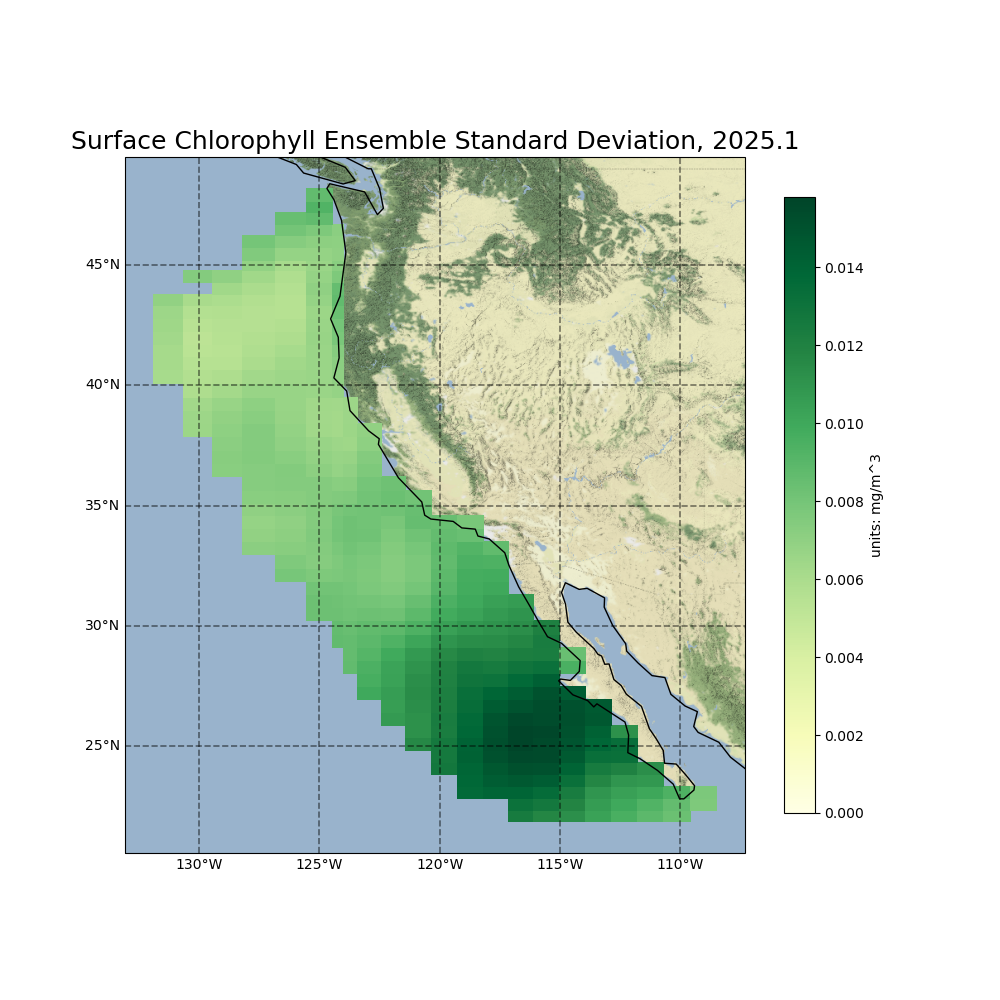 Surface Chlorophyll Ensemble Standard Deviation, 2025.1
45°N
40°N
35°N
30°N
25°N
130°W
125°W
120°W
115°W
110°W
0.014
0.012
0.010
0.008
0.006
0.004
0.002
0.000
units: mg/m^3